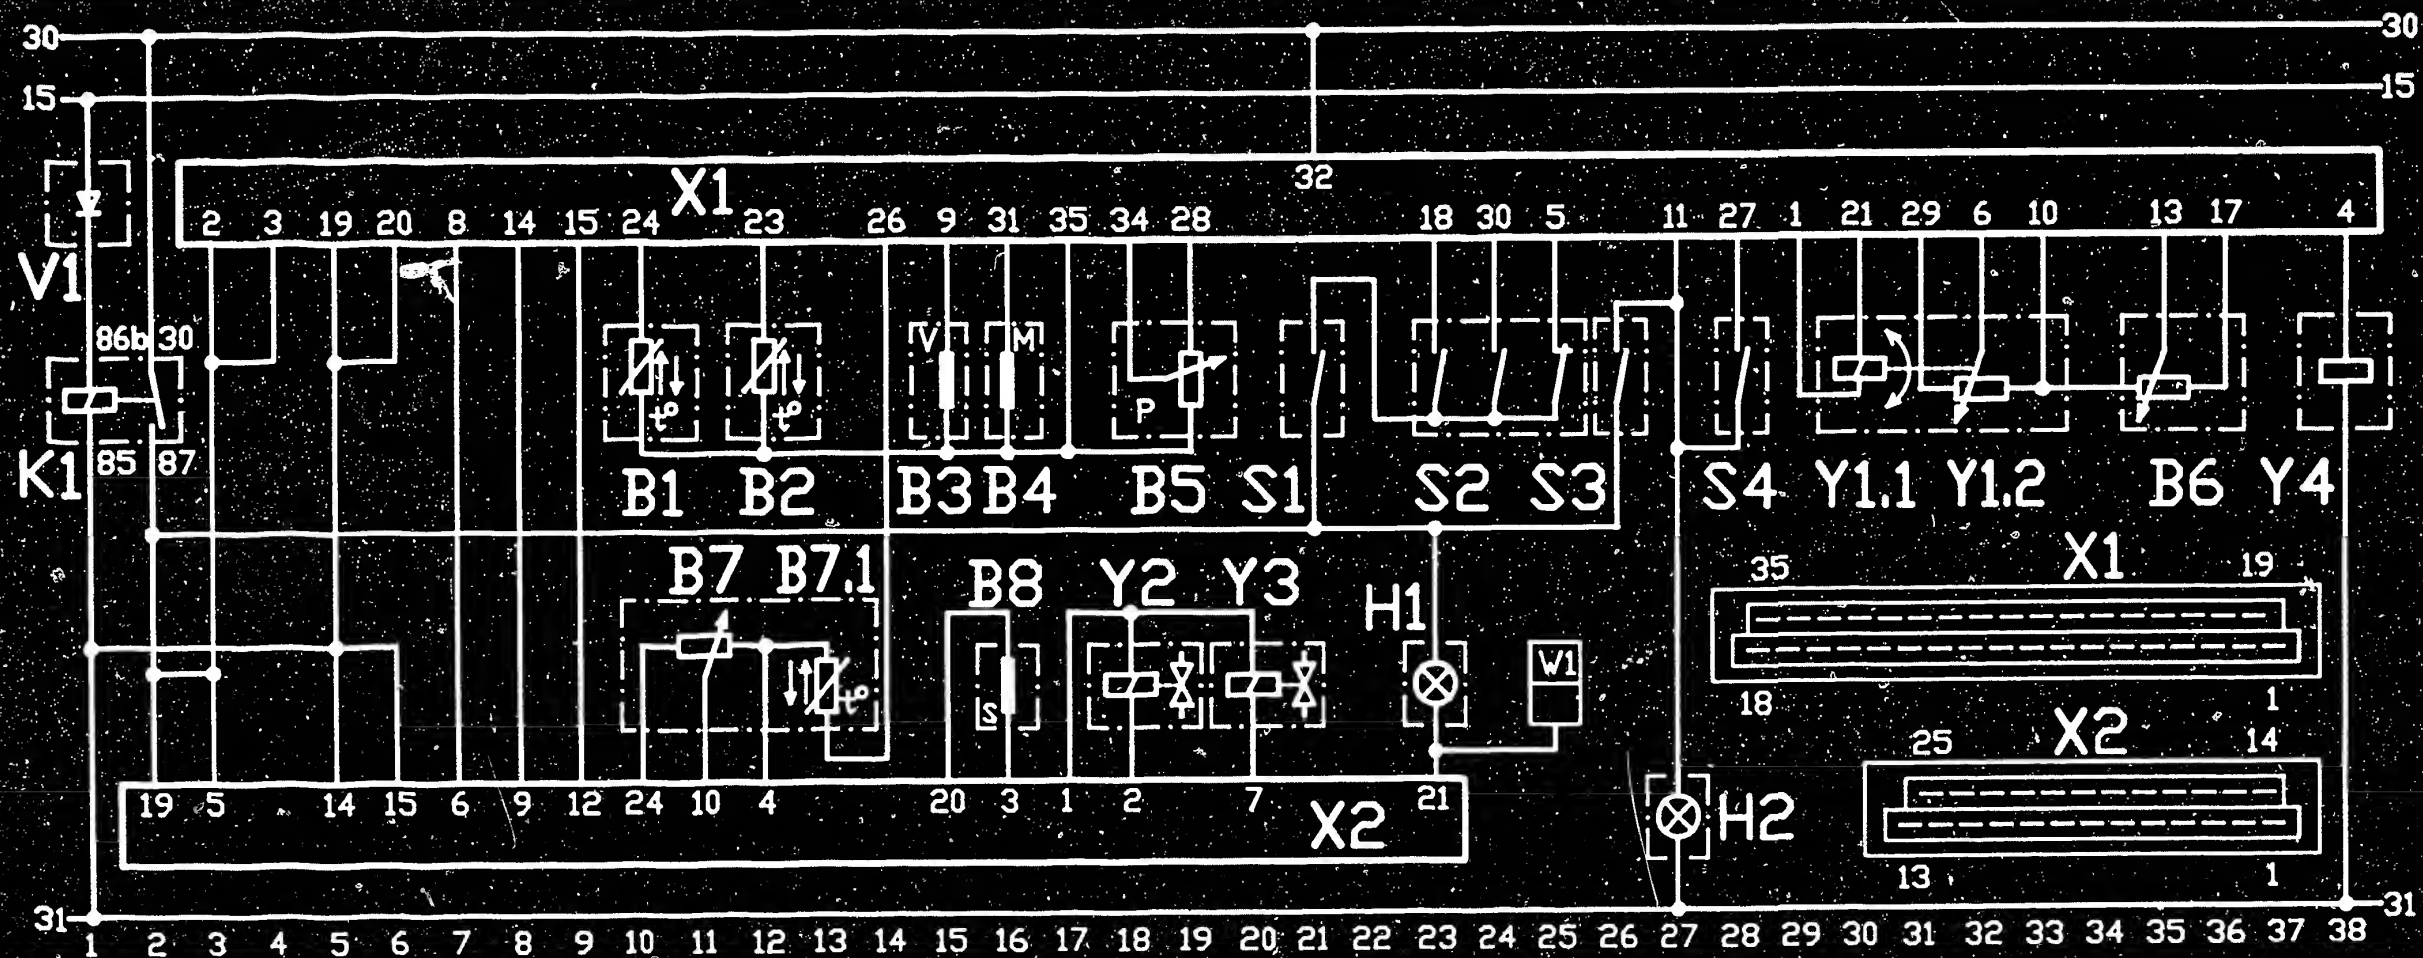 30 30
15 15
X1 32
2 3 19 20 8 14 15 24 23 26 9 31 35 34 28 18 30 5 11 27 1 21 29 6 10 13 17 4
V1
86b 30
V M
t° t° P
K1 85 87
B1 B2 B3 B4 B5 S1 S2 S3 S4 Y1.1 Y1.2 B6 Y4
B7 B7.1 B8 Y2 Y3 H1
35 X1 19
W1
t° S
18 1
X2
25 14
19 5 14 15 6 9 12 24 10 4 20 3 1 2 7 21
X2 H2
13 1
31 31
1 2 3 4 5 6 7 8 9 10 11 12 13 14 15 16 17 18 19 20 21 22 23 24 25 26 27 28 29 30 31 32 33 34 35 36 37 38